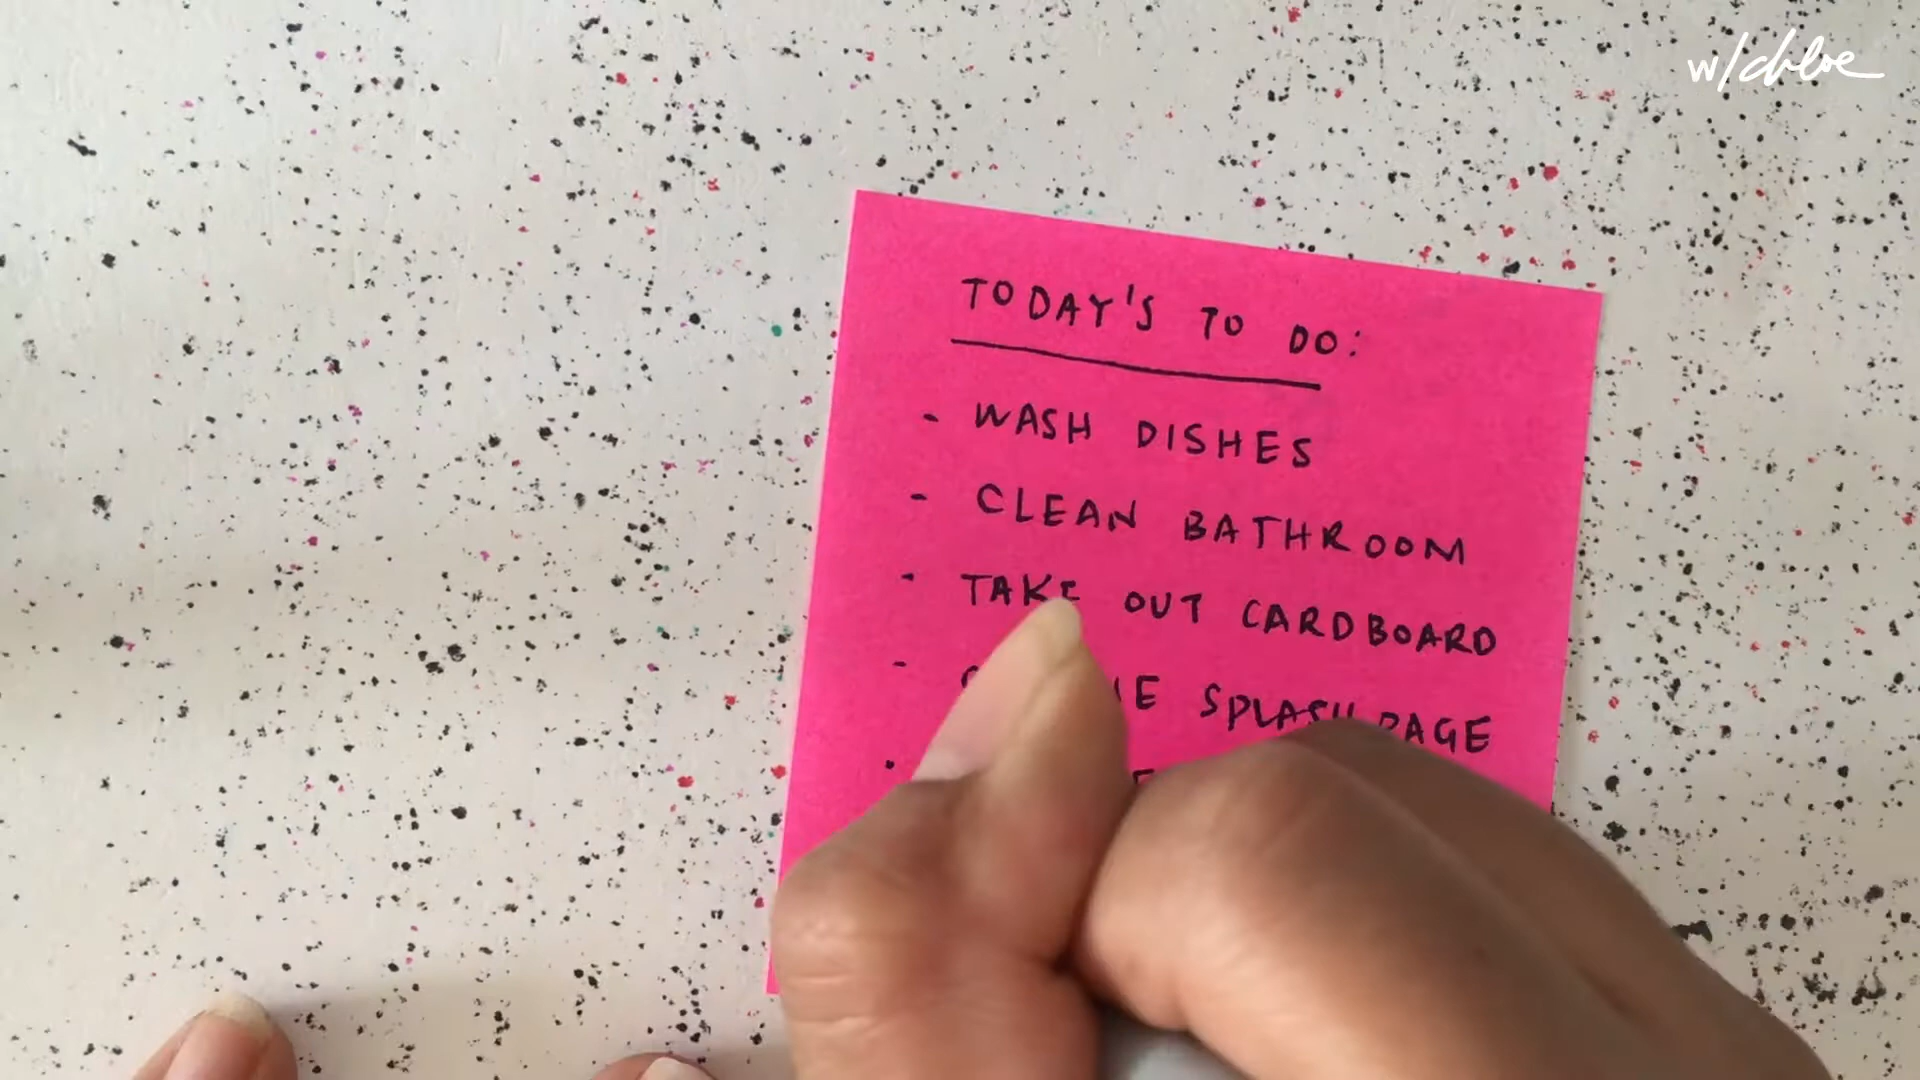 w/chloe
TODAY'S TO DO:
- WASH DISHES
- CLEAN BATHROOM
- TAKE OUT CARDBOARD
- SPLASH PAGE